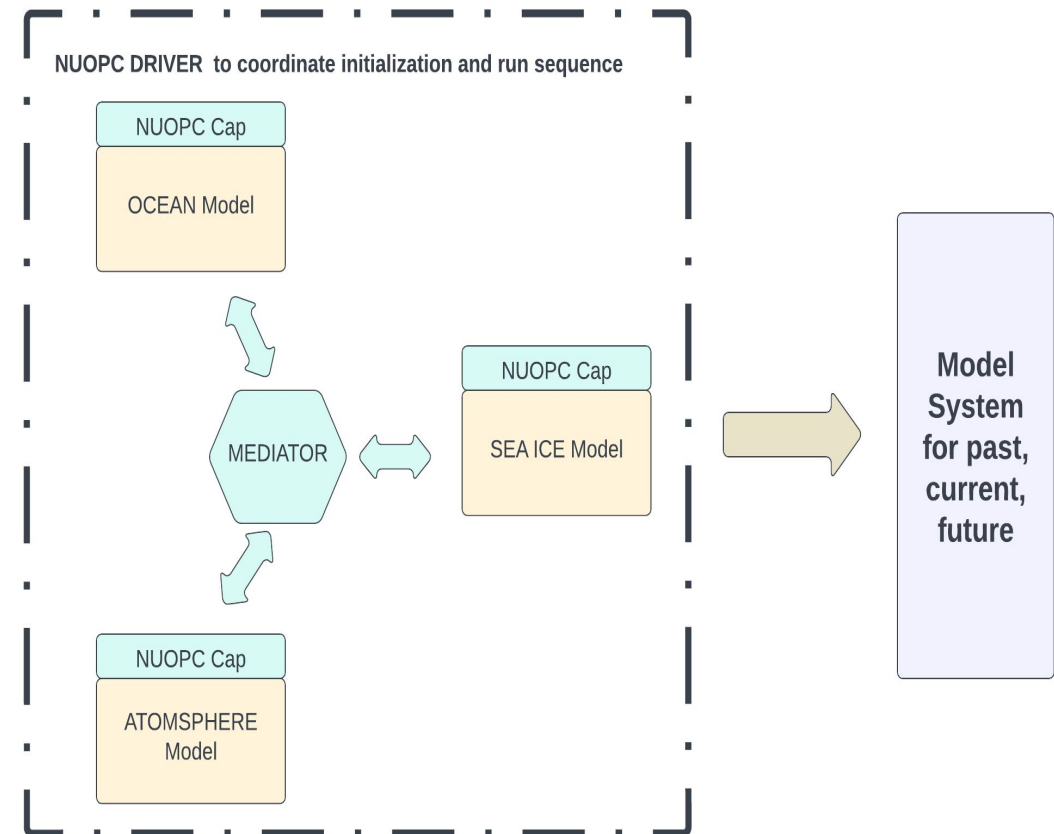 NUOPC DRIVER to coordinate initialization and run sequence
NUOPC Cap
OCEAN Model
MEDIATOR
NUOPC Cap
SEA ICE Model
NUOPC Cap
ATOMSPHERE
Model
Model
System
for past,
current,
future